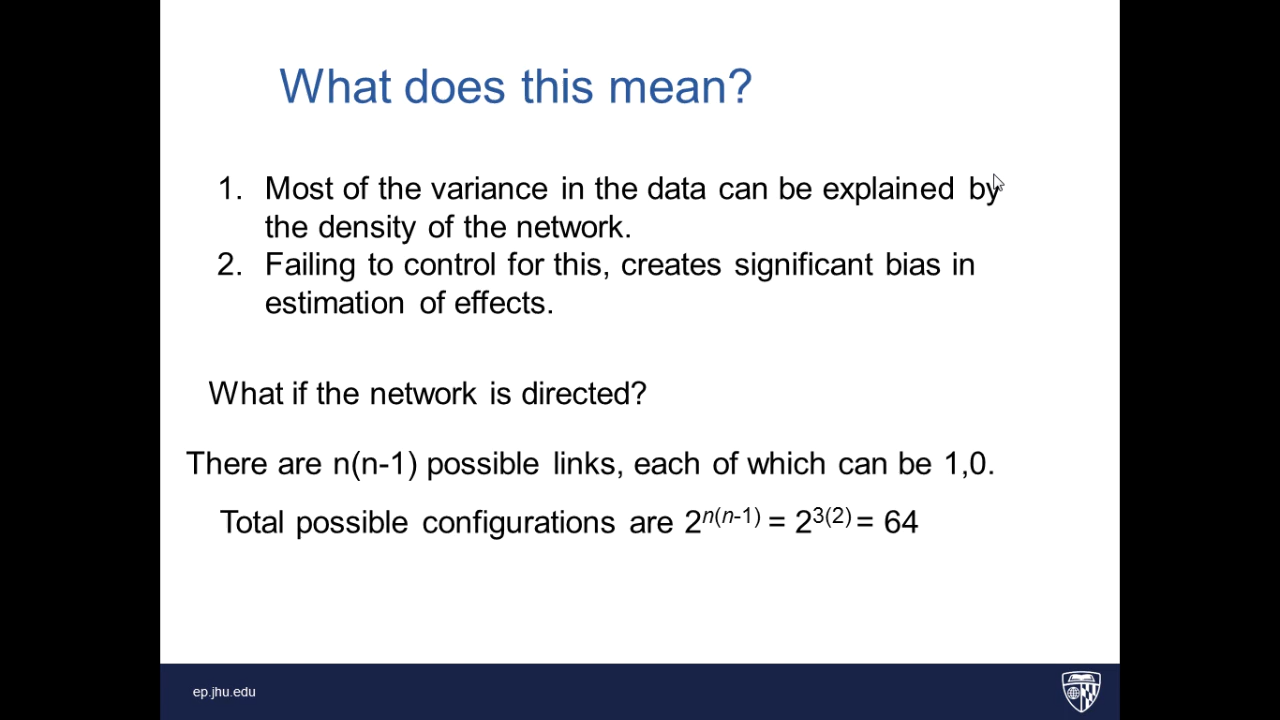 What does this mean?
1. Most of the variance in the data can be explained by
the density of the network.
2. Failing to control for this, creates significant bias in
estimation of effects.
What if the network is directed?
There are n(n-1) possible links, each of which can be 1,0.
Total possible configurations are 2^n(n-1) = 2^3(2) = 64
ep.jhu.edu